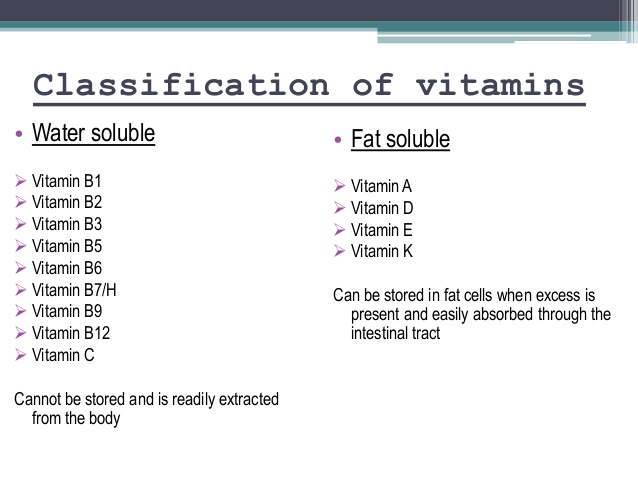 Classification of vitamins
• Water soluble
➢ Vitamin B1
➢ Vitamin B2
➢ Vitamin B3
➢ Vitamin B5
➢ Vitamin B6
➢ Vitamin B7/H
➢ Vitamin B9
➢ Vitamin B12
➢ Vitamin C
Cannot be stored and is readily extracted
from the body
• Fat soluble
➢ Vitamin A
➢ Vitamin D
➢ Vitamin E
➢ Vitamin K
Can be stored in fat cells when excess is
present and easily absorbed through the
intestinal tract